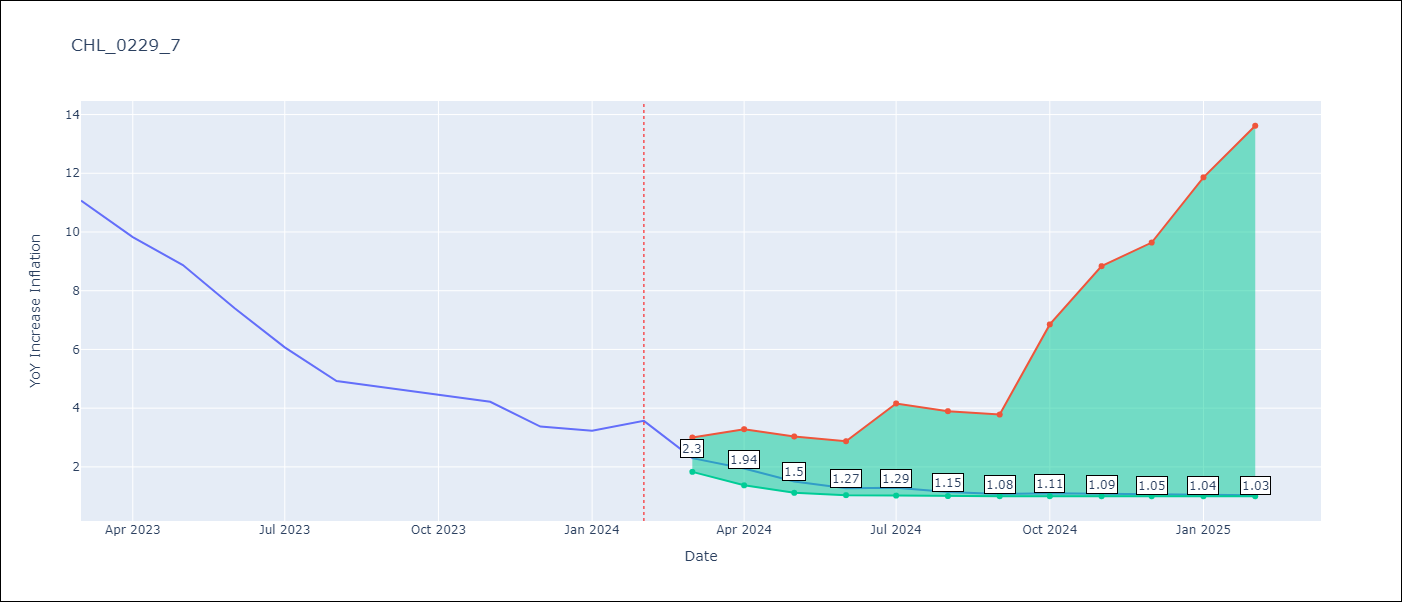 CHL_0229_7
YoY Increase Inflation
14
12
10
8
6
4
2
2.3
1.94
1.5
1.27
1.29
1.15
1.08
1.11
1.09
1.05
1.04
1.03
Apr 2023
Jul 2023
Oct 2023
Jan 2024
Apr 2024
Jul 2024
Oct 2024
Jan 2025
Date